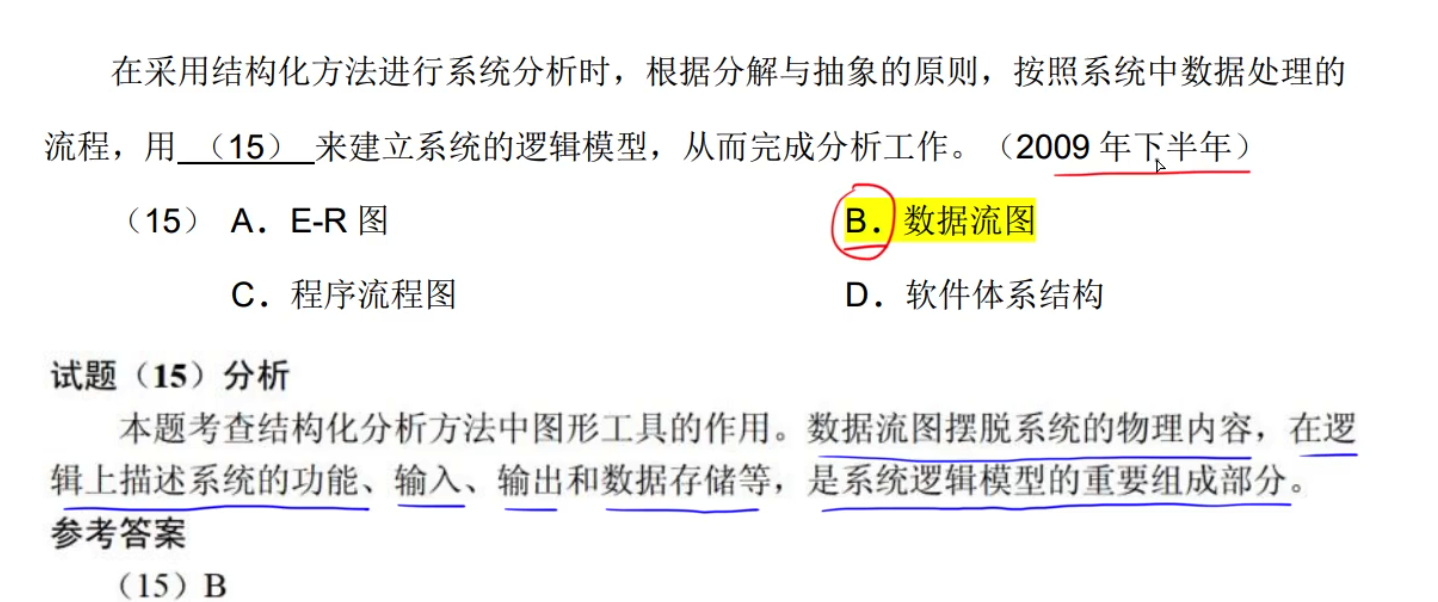 在采用结构化方法进行系统分析时，根据分解与抽象的原则，按照系统中数据处理的
流程，用 （15） 来建立系统的逻辑模型，从而完成分析工作。（2009 年下半年）
（15） A．E-R 图 B．数据流图
C．程序流程图 D．软件体系结构
试题（15）分析
本题考查结构化分析方法中图形工具的作用。数据流图摆脱系统的物理内容，在逻
辑上描述系统的功能、输入、输出和数据存储等，是系统逻辑模型的重要组成部分。
参考答案
（15）B